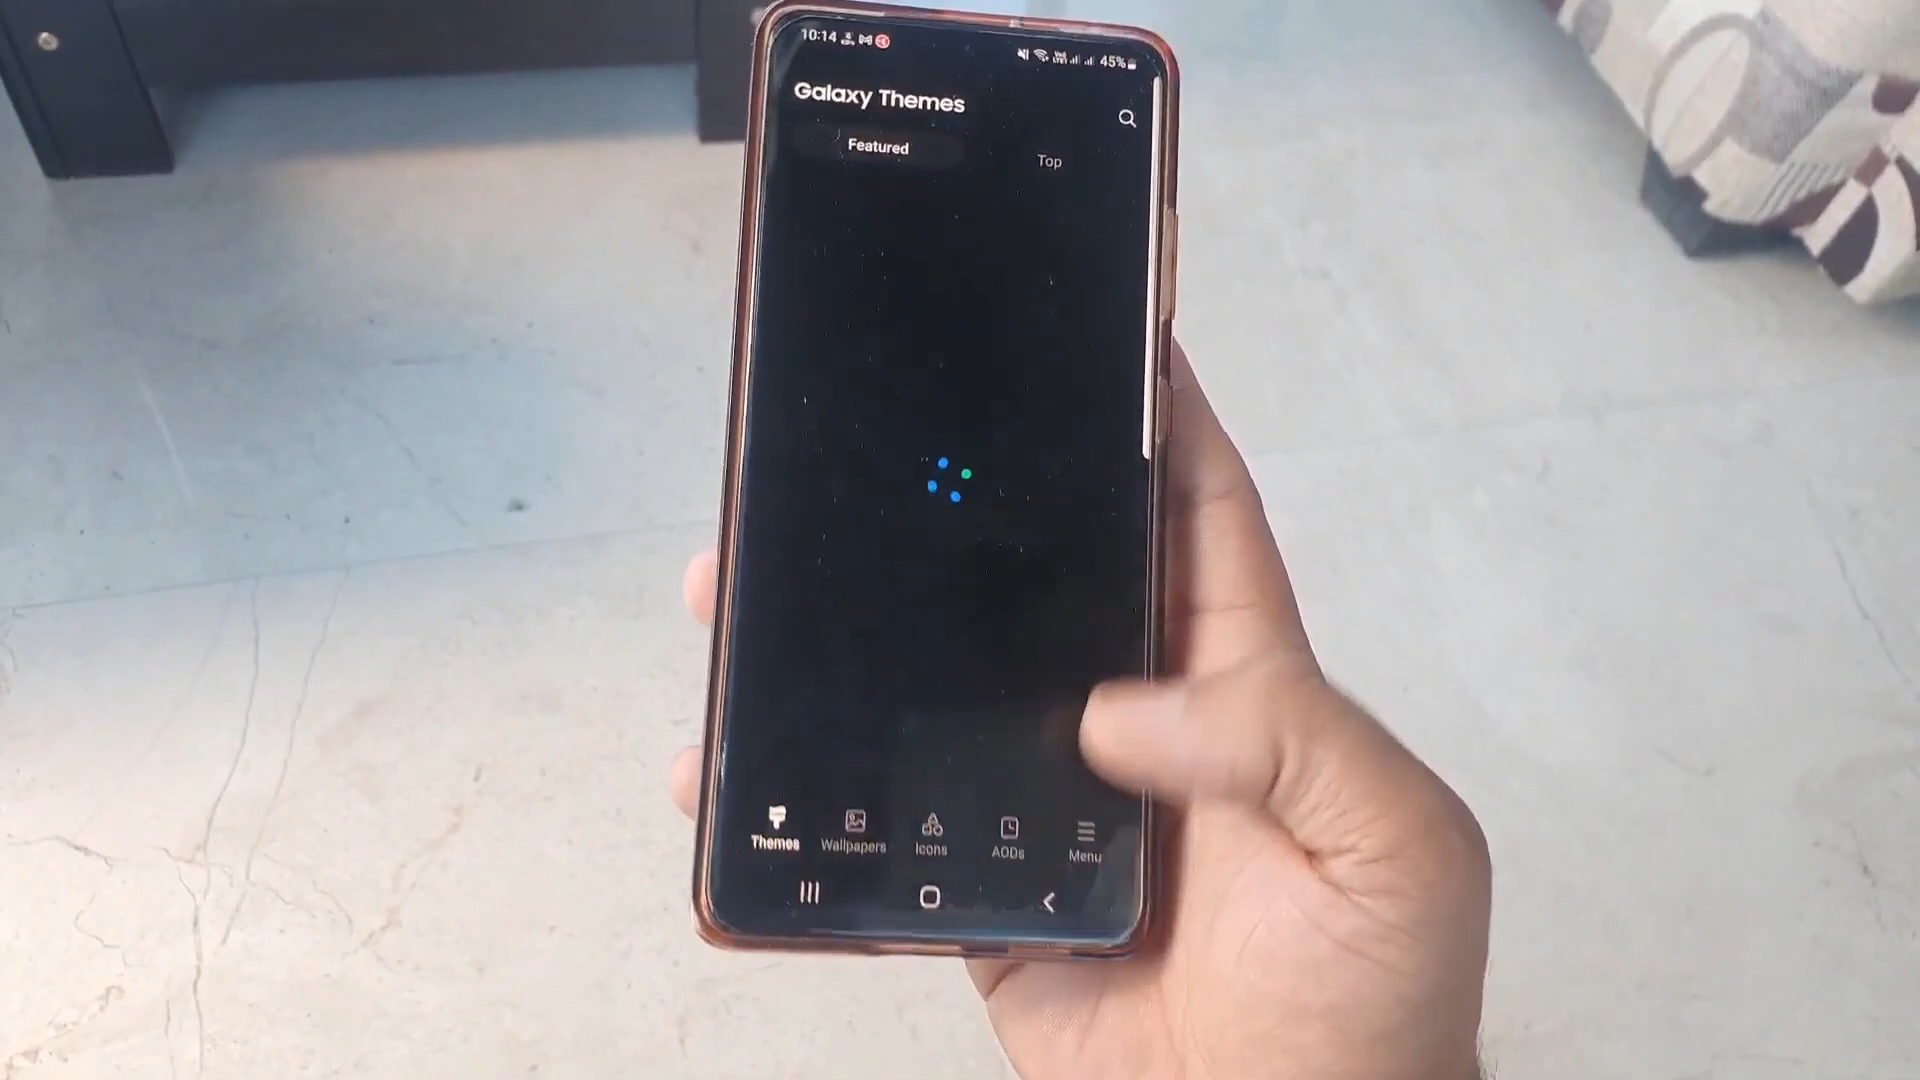 10:14
45%
Galaxy Themes
Featured
Top
Themes
Wallpapers
Icons
AODs
Menu